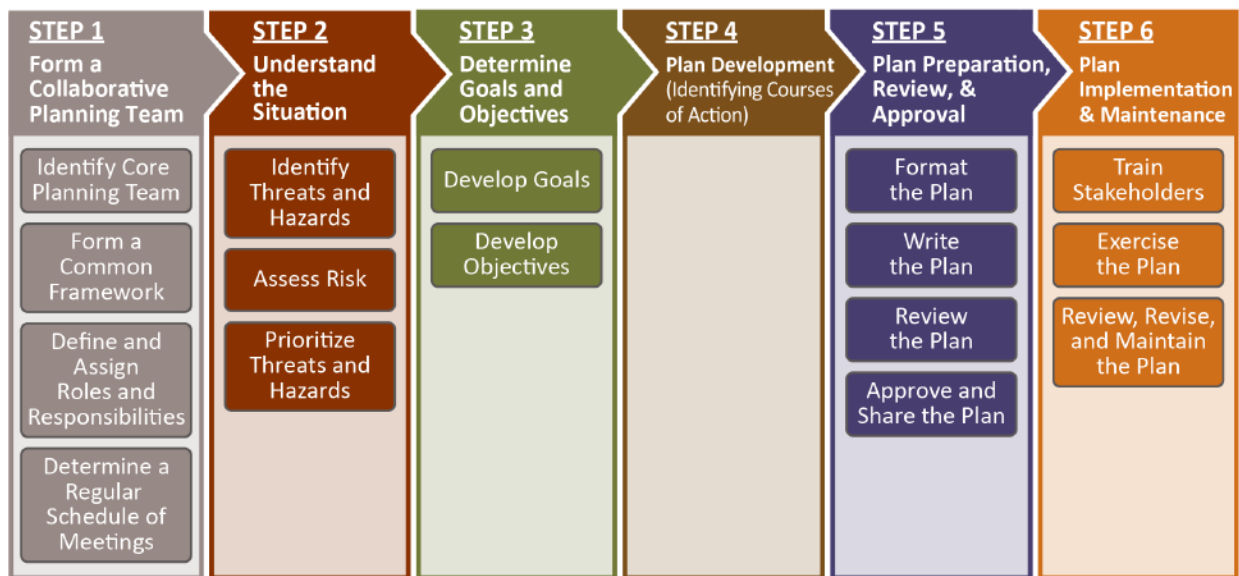 STEP 1
Form a
Collaborative
Planning Team
Identify Core
Planning Team
Form a
Common
Framework
Define and
Assign
Roles and
Responsibilities
Determine a
Regular
Schedule of
Meetings
STEP 2
Understand
the
Situation
Identify
Threats and
Hazards
Assess Risk
Prioritize
Threats and
Hazards
STEP 3
Determine
Goals and
Objectives
Develop Goals
Develop
Objectives
STEP 4
Plan Development
(Identifying Courses
of Action)
STEP 5
Plan Preparation,
Review, &
Approval
Format
the Plan
Write
the Plan
Review
the Plan
Approve and
Share the Plan
STEP 6
Plan
Implementation
& Maintenance
Train
Stakeholders
Exercise
the Plan
Review, Revise,
and Maintain
the Plan